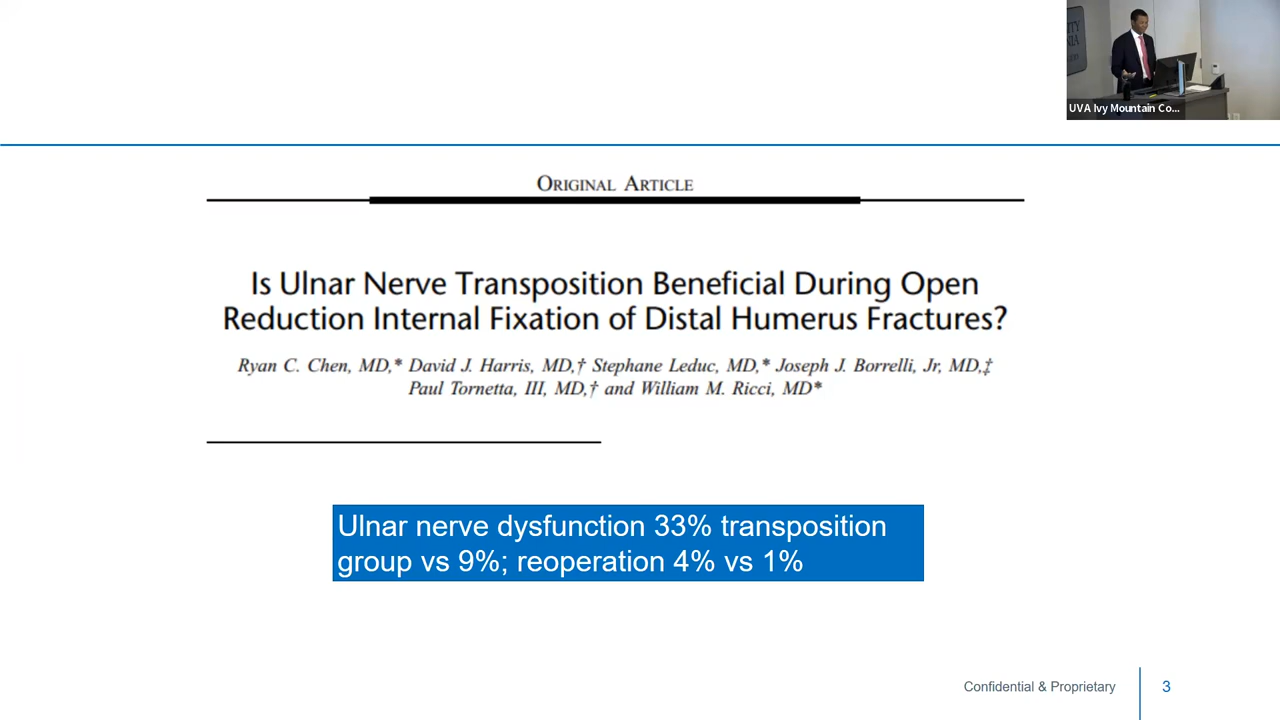 UVA Ivy Mountain Co...
ORIGINAL ARTICLE
Is Ulnar Nerve Transposition Beneficial During Open
Reduction Internal Fixation of Distal Humerus Fractures?
Ryan C. Chen, MD,* David J. Harris, MD,† Stephane Leduc, MD,* Joseph J. Borrelli, Jr, MD,‡
Paul Tornetta, III, MD,† and William M. Ricci, MD*
Ulnar nerve dysfunction 33% transposition
group vs 9%; reoperation 4% vs 1%
Confidential & Proprietary
3